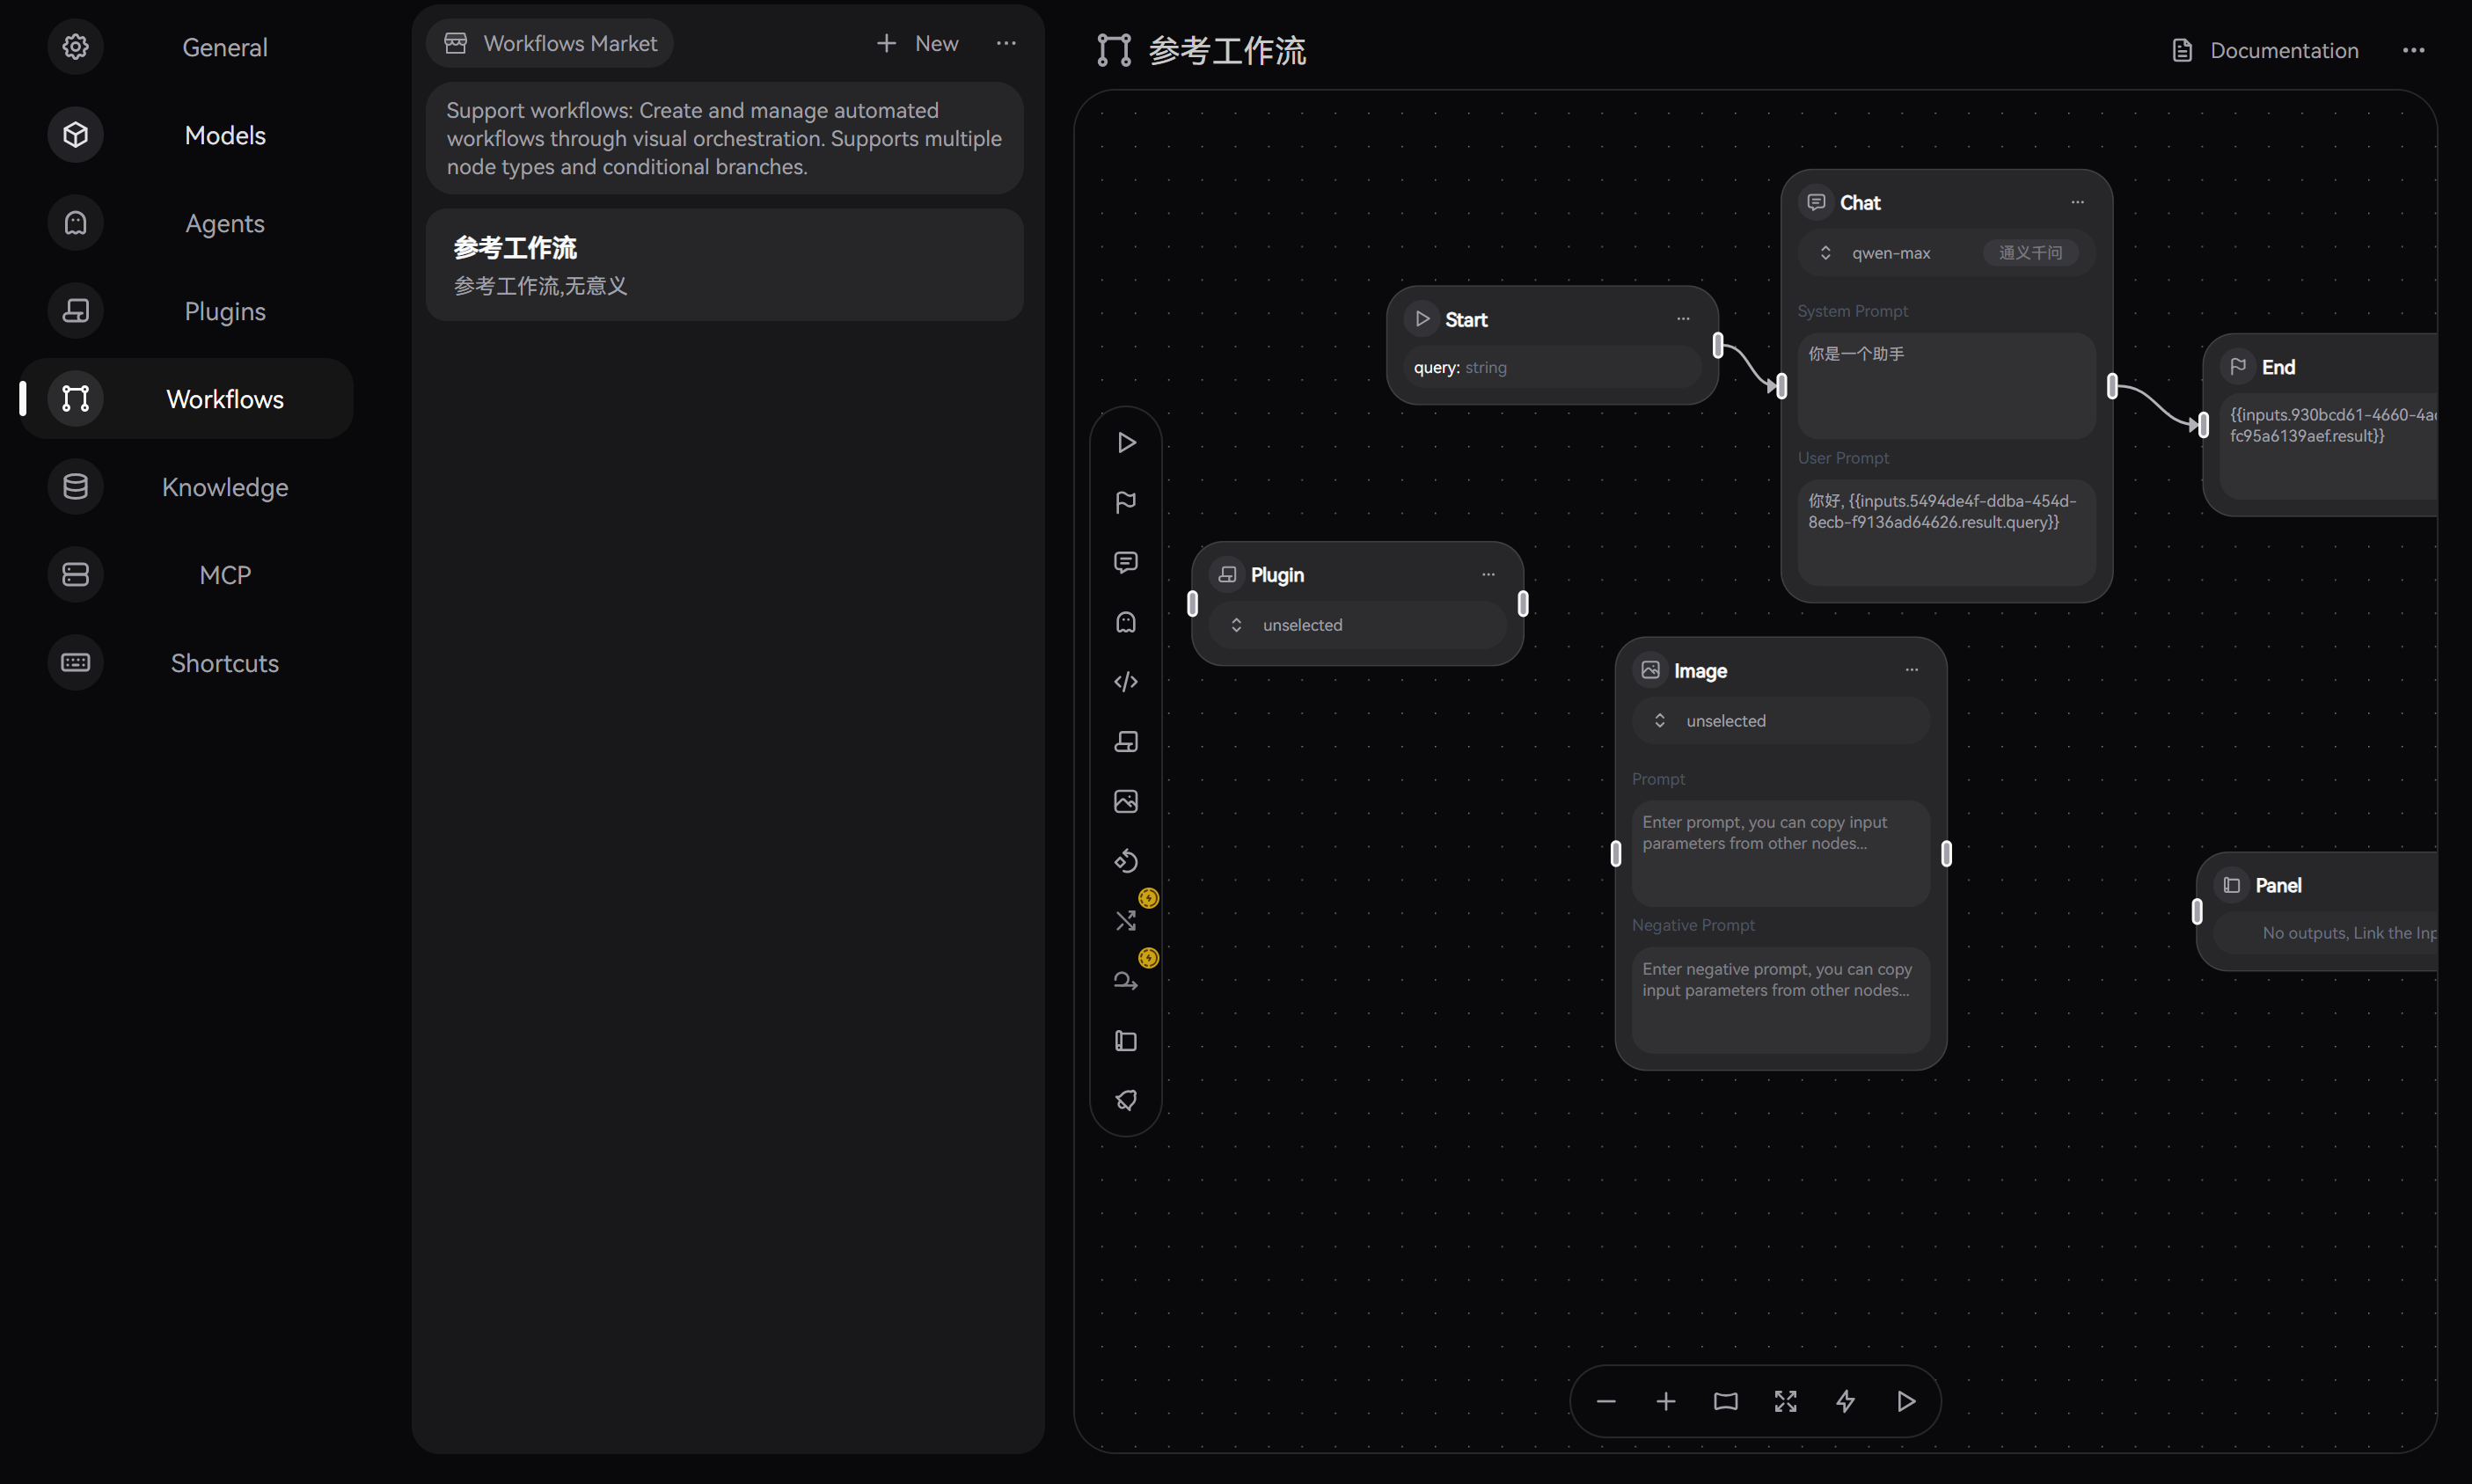 General
Models
Agents
Plugins
Workflows
Knowledge
MCP
Shortcuts
Workflows Market
New
Support workflows: Create and manage automated
workflows through visual orchestration. Supports multiple
node types and conditional branches.
参考工作流
参考工作流,无意义
参考工作流
Documentation
Start
query: string
Chat
qwen-max
通义千问
System Prompt
你是一个助手
User Prompt
你好, {{inputs.5494de4f-ddba-454d-
8ecb-f9136ad64626.result.query}}
End
{{inputs.930bcd61-4660-4a
fc95a6139aef.result}}
Plugin
unselected
Image
unselected
Prompt
Enter prompt, you can copy input
parameters from other nodes...
Negative Prompt
Enter negative prompt, you can copy
input parameters from other nodes...
Panel
No outputs, Link the Inp